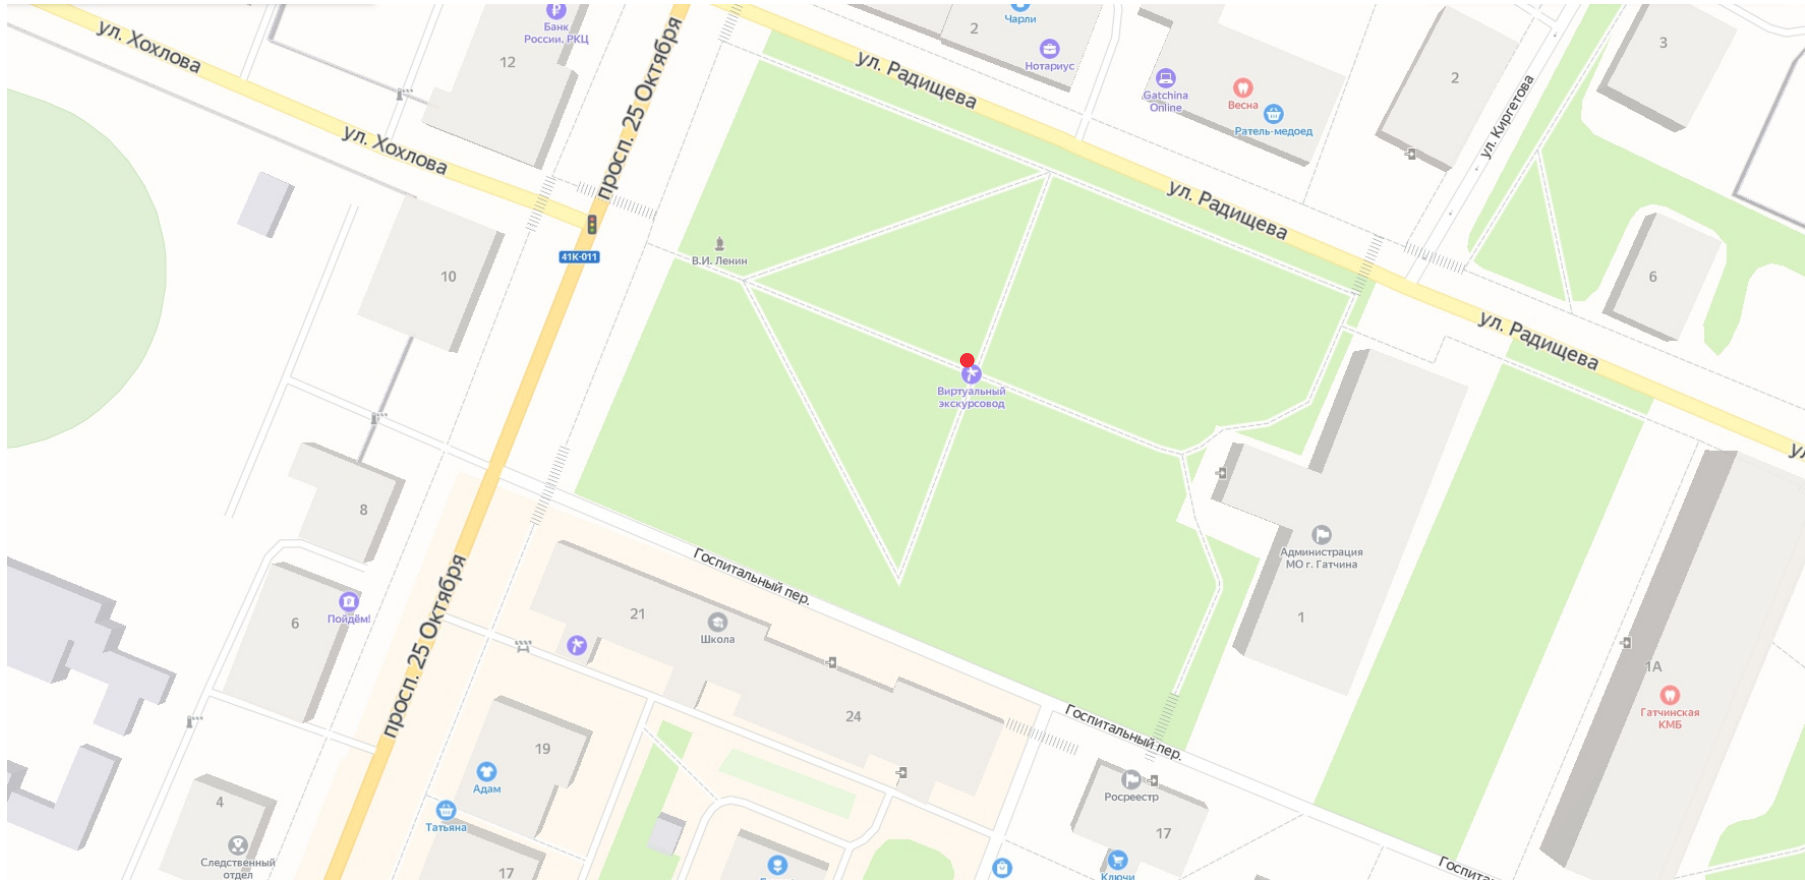 ул. Хохлова
Банк
России. РКЦ
12
просп. 25 Октября
2
Чарли
Нотариус
ул. Радищева
Gatchina
Online
Весна
Ратель-медоед
2
ул. Киргетова
3
ул. Хохлова
41К-011
10
В.И. Ленин
ул. Радищева
6
ул. Радищева
ул
Виртуальный
экскурсовод
8
Администрация
МО г. Гатчина
1
Госпитальный пер.
6
Пойдём!
просп. 25 Октября
21
Школа
24
Госпитальный пер.
1А
Гатчинская
КМБ
19
Адам
Татьяна
4
Следственный
отдел
17
Росреестр
17
Ключи
Госпита